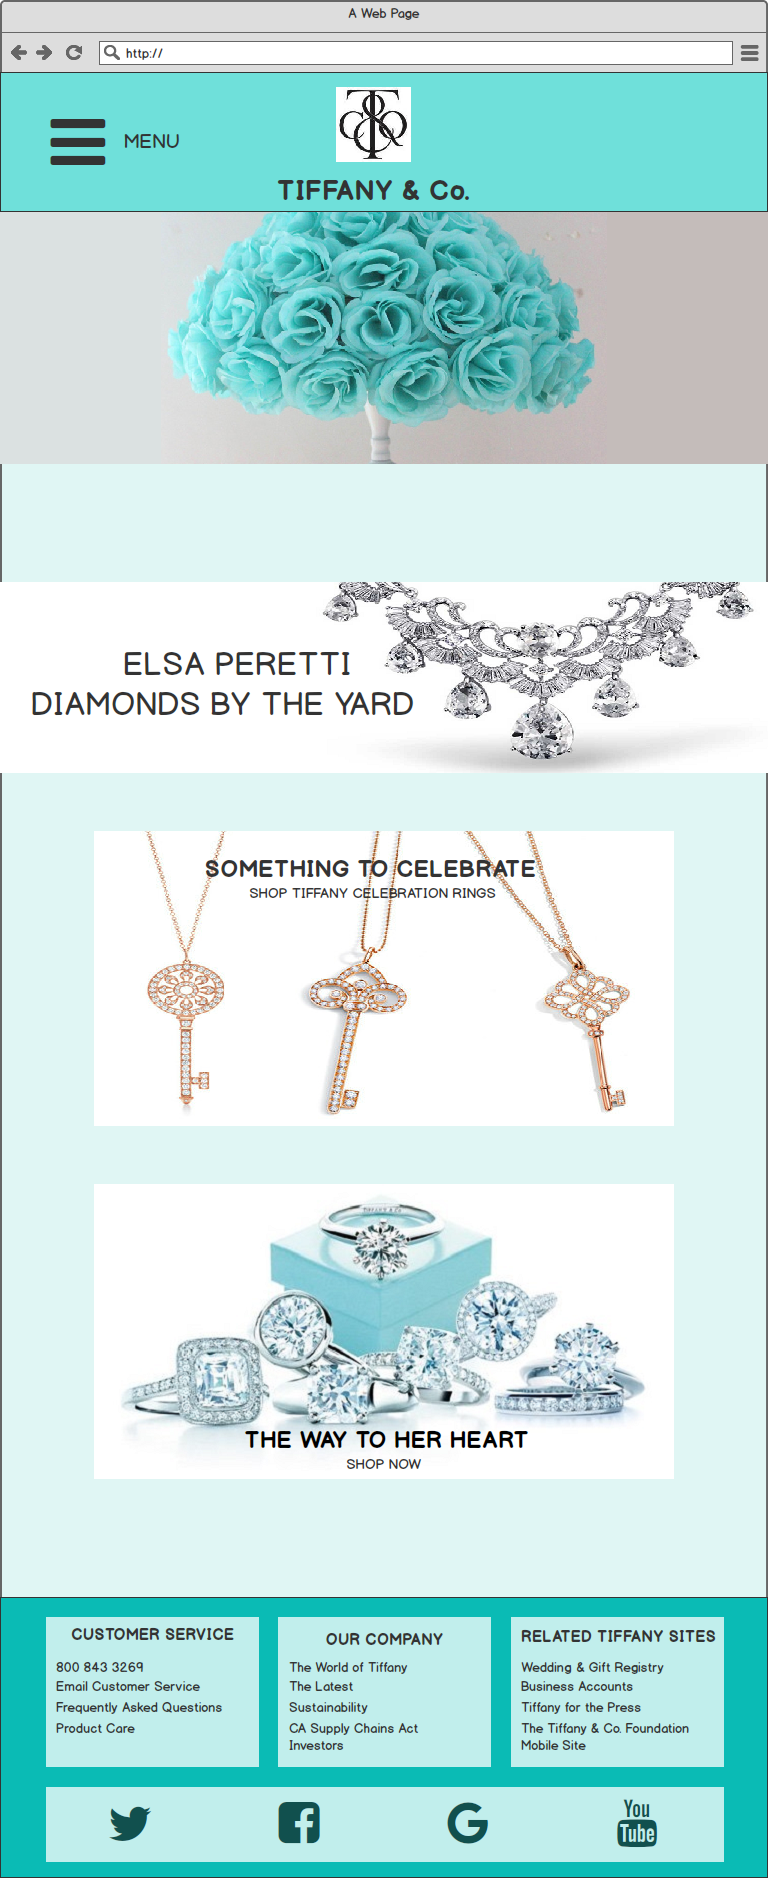 A Web Page
http://
MENU
T&CO
TIFFANY & Co.
ELSA PERETTI
DIAMONDS BY THE YARD
SOMETHING TO CELEBRATE
SHOP TIFFANY CELEBRATION RINGS
TIFFANY & CO
THE WAY TO HER HEART
SHOP NOW
CUSTOMER SERVICE
800 843 3269
Email Customer Service
Frequently Asked Questions
Product Care
OUR COMPANY
The World of Tiffany
The Latest
Sustainability
CA Supply Chains Act
Investors
RELATED TIFFANY SITES
Wedding & Gift Registry
Business Accounts
Tiffany for the Press
The Tiffany & Co. Foundation
Mobile Site
You
Tube